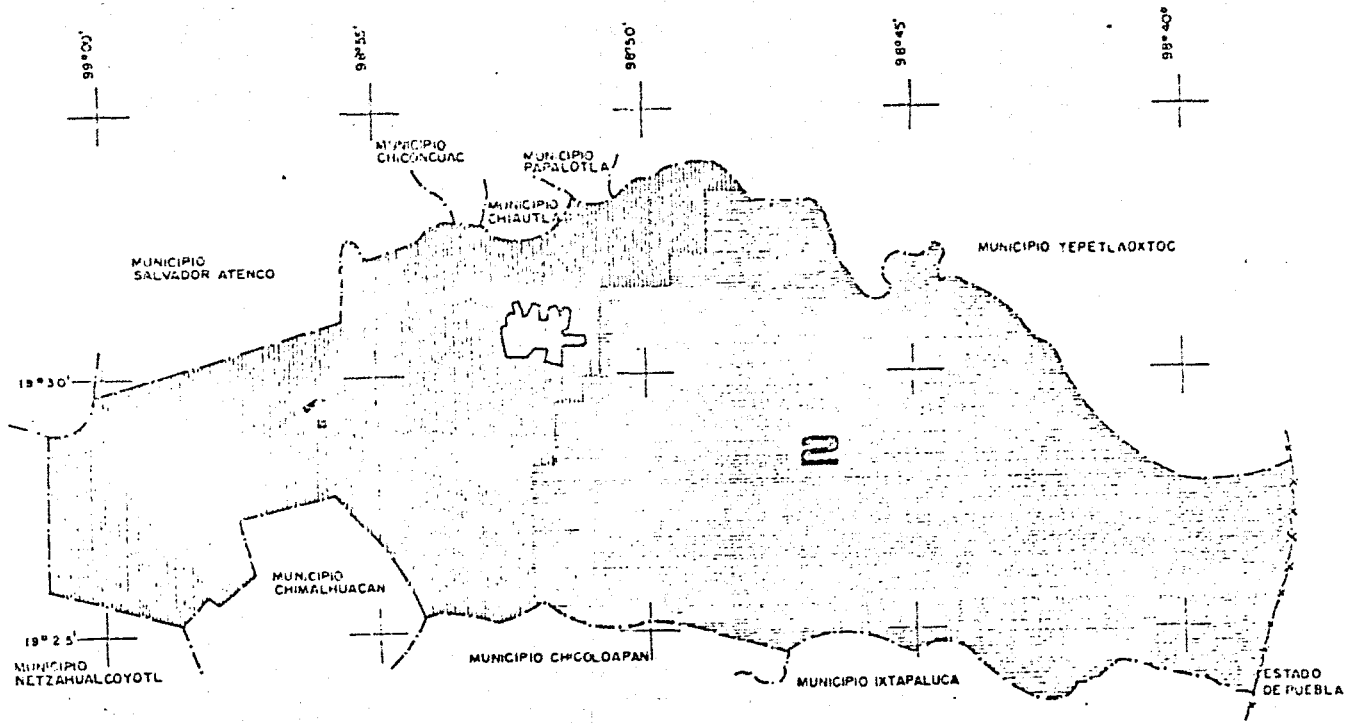 99°00'
98°55'
98°50'
98°45'
98°40'
MUNICIPIO
CHICONCUAC
MUNICIPIO
PAPALOTLA
MUNICIPIO
CHIAUTLA
MUNICIPIO
SALVADOR ATENCO
MUNICIPIO TEPETLAOXTOC
19°30'
1
2
MUNICIPIO
CHIMALHUACAN
19°25'
MUNICIPIO
NETZAHUALCOYOTL
MUNICIPIO CHICOLOAPAN
MUNICIPIO IXTAPALUCA
ESTADO
DE PUEBLA